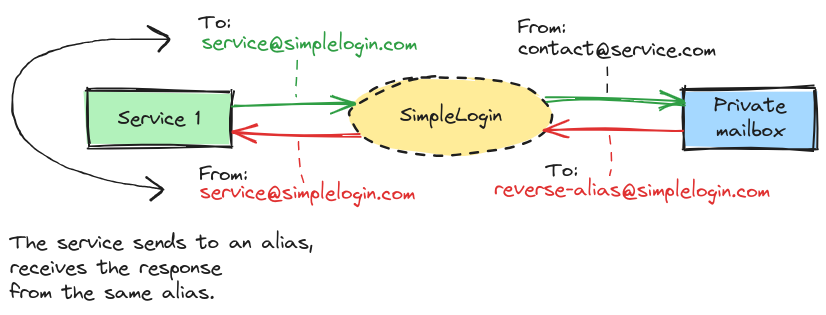 To:
service@simplelogin.com
From:
contact@service.com
Service 1
SimpleLogin
Private
mailbox
From:
service@simplelogin.com
To:
reverse-alias@simplelogin.com
The service sends to an alias,
receives the response
from the same alias.